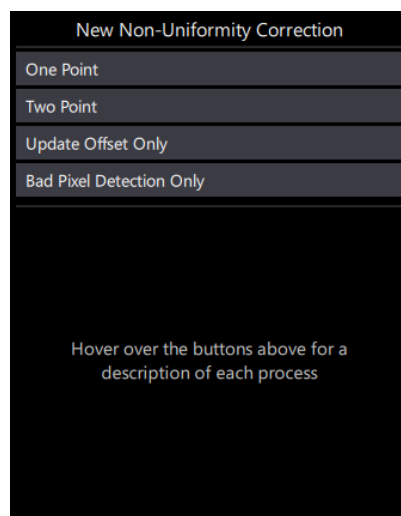 New Non-Uniformity Correction
One Point
Two Point
Update Offset Only
Bad Pixel Detection Only
Hover over the buttons above for a
description of each process